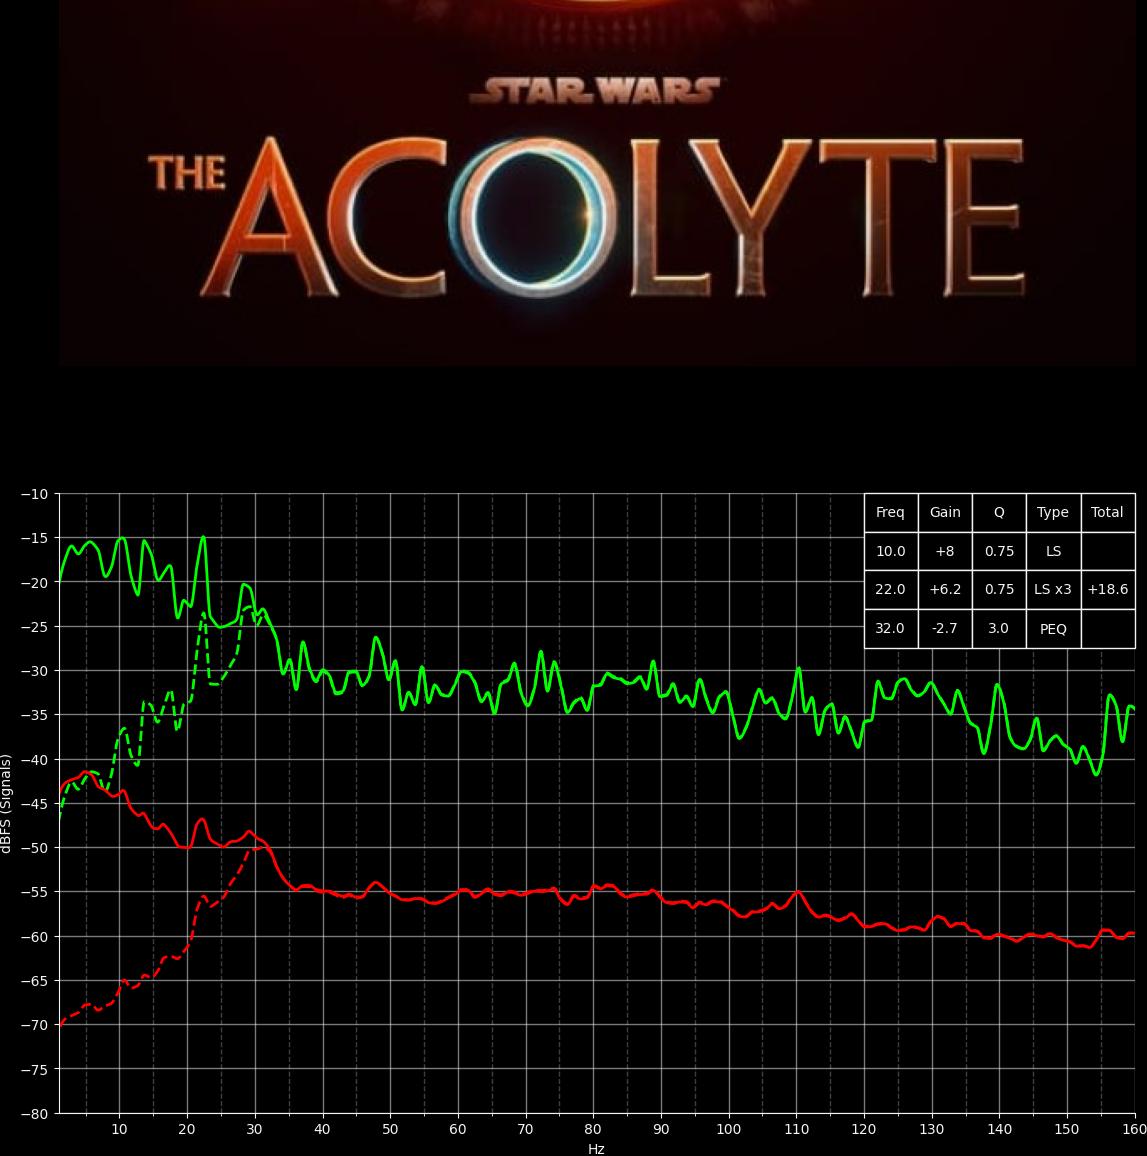 STAR WARS
THE ACOLYTE
Freq Gain Q Type Total
10.0 +8 0.75 LS
22.0 +6.2 0.75 LS x3 +18.6
32.0 -2.7 3.0 PEQ
−10
−15
−20
−25
−30
−35
−40
−45
−50
−55
−60
−65
−70
−75
−80
dBFS (Signals)
10 20 30 40 50 60 70 80 90 100 110 120 130 140 150 160
Hz